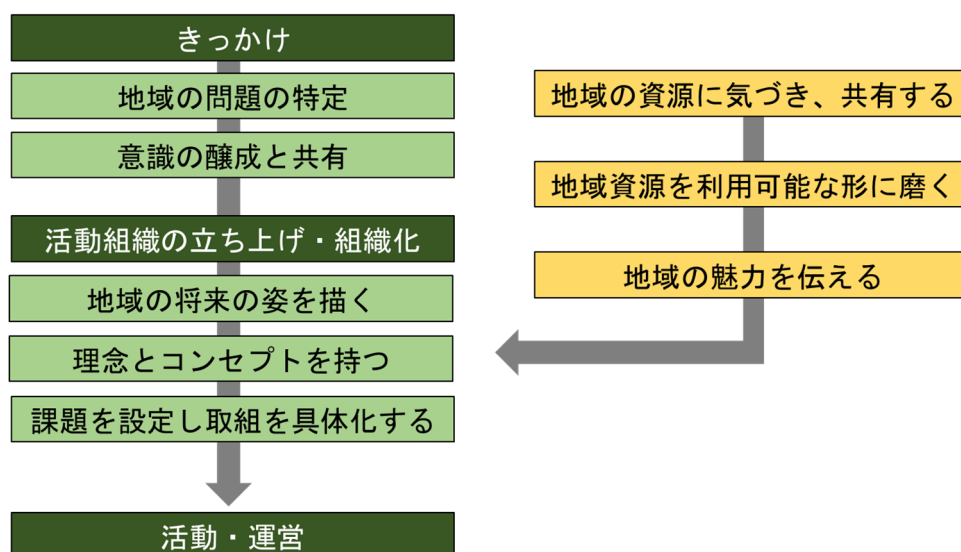 きっかけ
地域の問題の特定
意識の醸成と共有
活動組織の立ち上げ・組織化
地域の将来の姿を描く
理念とコンセプトを持つ
課題を設定し取組を具体化する
活動・運営
地域の資源に気づき、共有する
地域資源を利用可能な形に磨く
地域の魅力を伝える